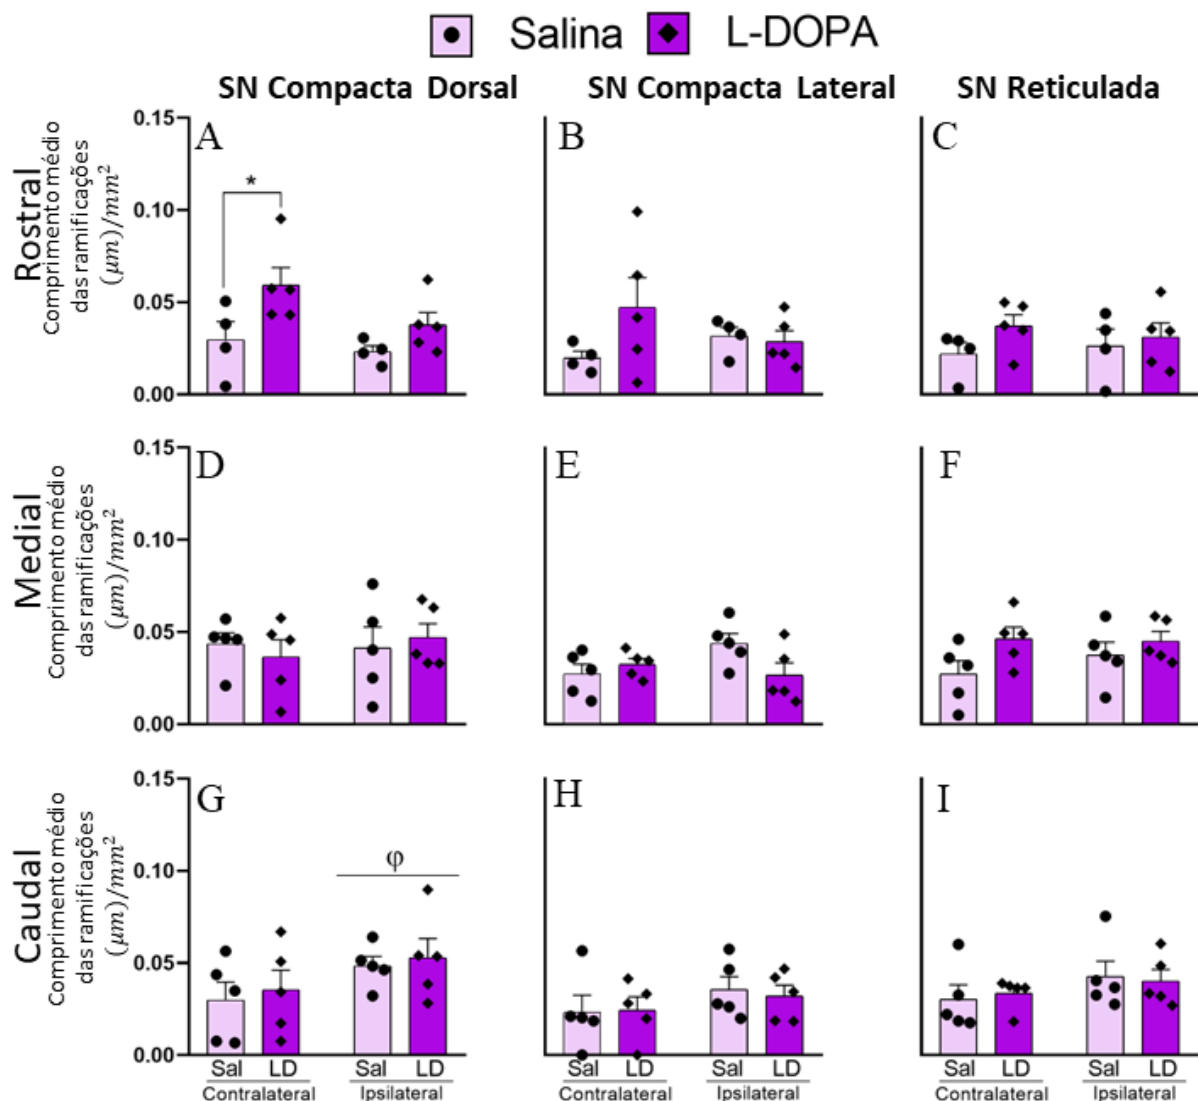 Salina L-DOPA
SN Compacta Dorsal SN Compacta Lateral SN Reticulada
Rostral
Comprimento médio
das ramificações
(μm)/mm²
0.15
0.10
0.05
0.00
A
*
B
C
Medial
Comprimento médio
das ramificações
(μm)/mm²
0.15
0.10
0.05
0.00
D
E
F
Caudal
Comprimento médio
das ramificações
(μm)/mm²
0.15
0.10
0.05
0.00
G
φ
H
I
Sal LD Sal LD Sal LD Sal LD Sal LD Sal LD
Contralateral Ipsilateral Contralateral Ipsilateral Contralateral Ipsilateral